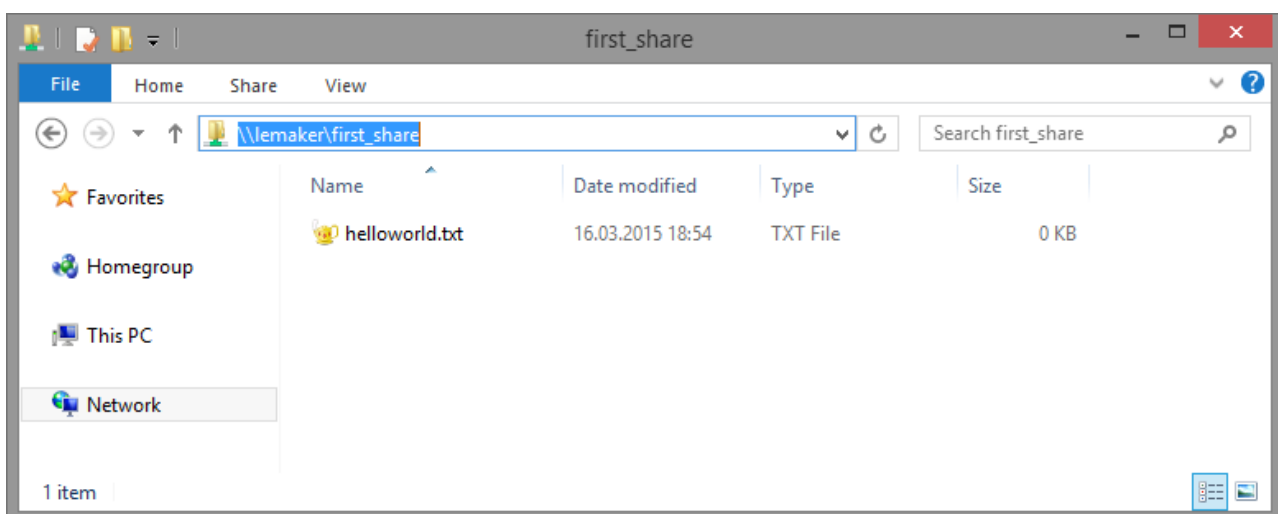 first_share
File Home Share View
\\lemaker\first_share Search first_share
Favorites Name Date modified Type Size
helloworld.txt 16.03.2015 18:54 TXT File 0 KB
Homegroup
This PC
Network
1 item